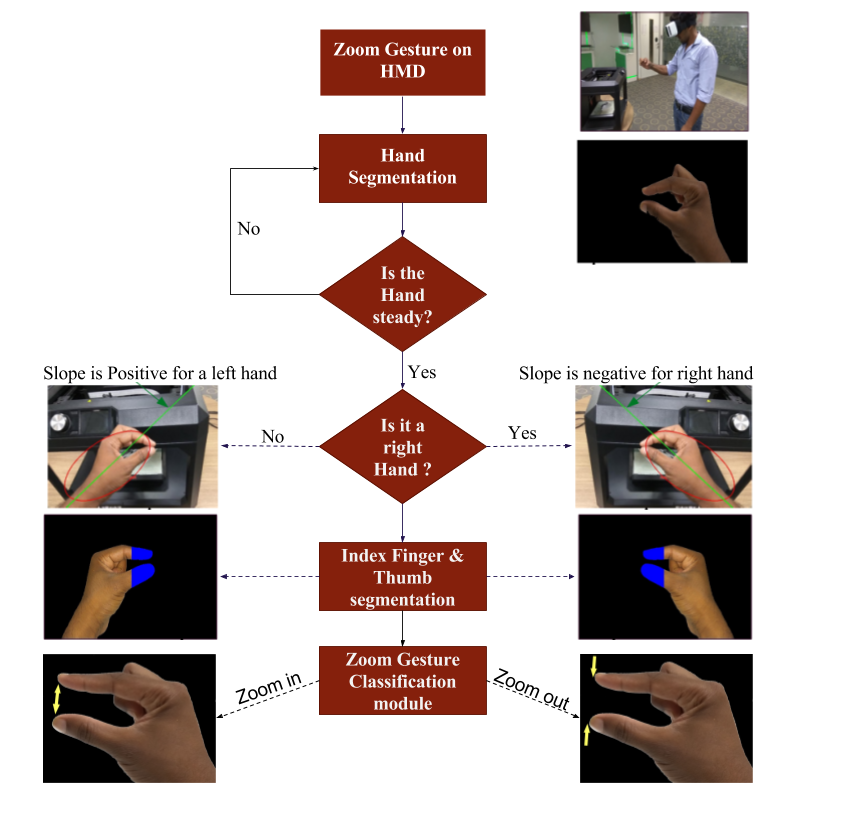 Zoom Gesture on
HMD
Hand
Segmentation
No
Is the
Hand
steady?
Yes
Slope is Positive for a left hand
Slope is negative for right hand
Is it a
right
Hand ?
No
Yes
Index Finger &
Thumb
segmentation
Zoom Gesture
Classification
module
Zoom in
Zoom out